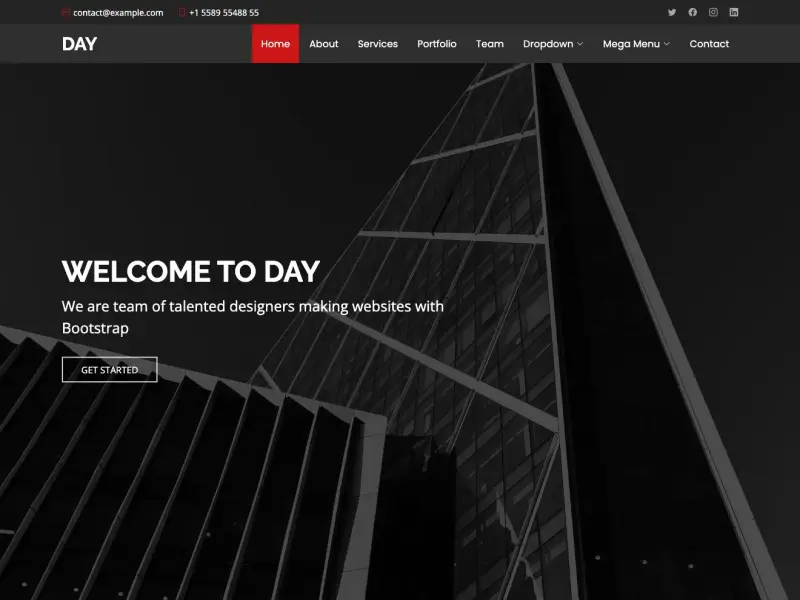 contact@example.com +1 5589 55488 55
DAY Home About Services Portfolio Team Dropdown Mega Menu Contact
WELCOME TO DAY
We are team of talented designers making websites with
Bootstrap
GET STARTED